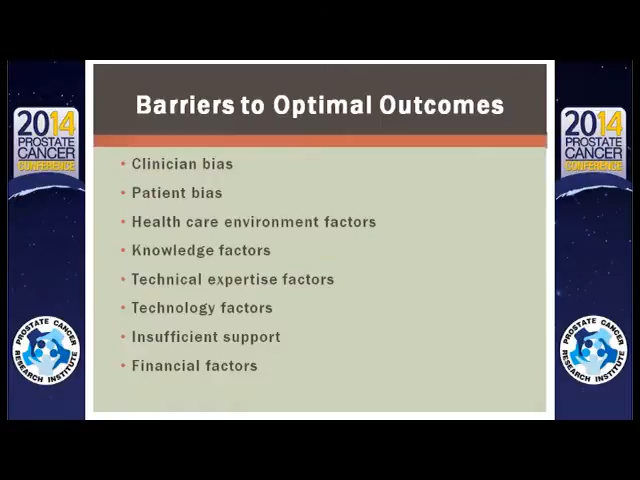 Barriers to Optimal Outcomes
2014
PROSTATE
CANCER
CONFERENCE
• Clinician bias
• Patient bias
• Health care environment factors
• Knowledge factors
• Technical expertise factors
• Technology factors
• Insufficient support
• Financial factors
2014
PROSTATE
CANCER
CONFERENCE
PROSTATE CANCER
RESEARCH INSTITUTE
PROSTATE CANCER
RESEARCH INSTITUTE